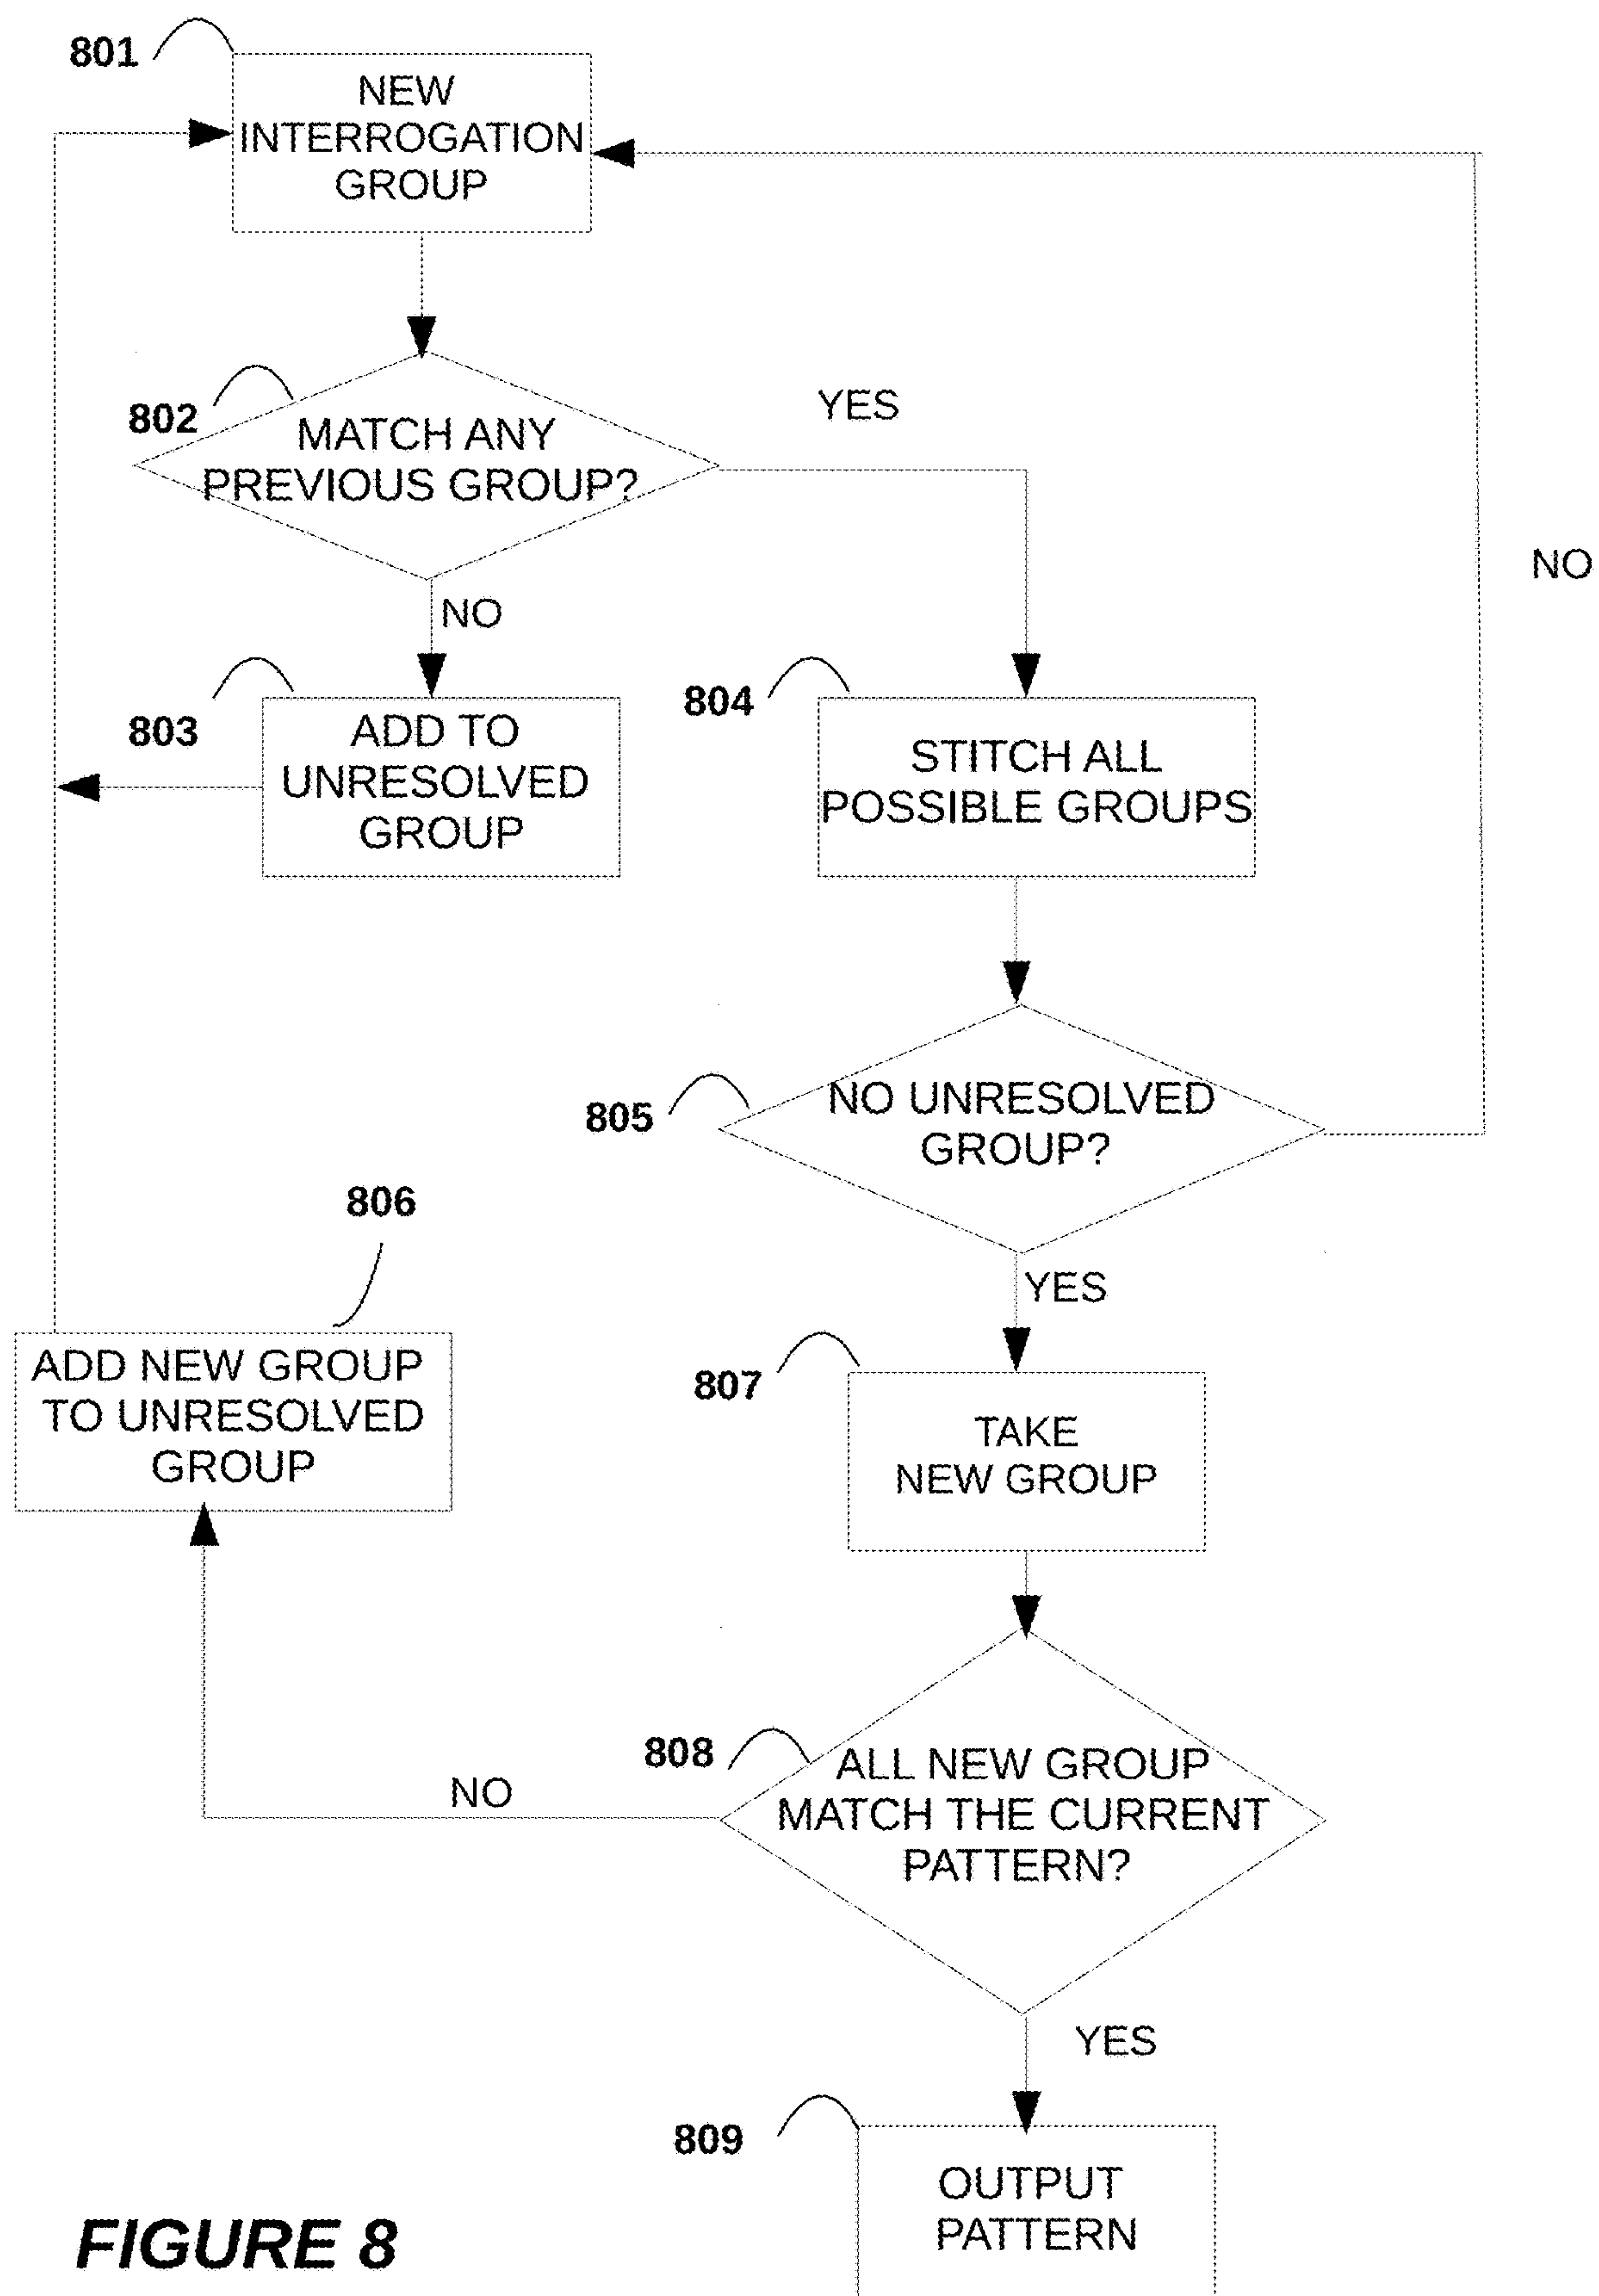 801
NEW
INTERROGATION
GROUP
802
MATCH ANY
PREVIOUS GROUP?
YES
NO
NO
803
ADD TO
UNRESOLVED
GROUP
804
STITCH ALL
POSSIBLE GROUPS
805
NO UNRESOLVED
GROUP?
806
ADD NEW GROUP
TO UNRESOLVED
GROUP
YES
807
TAKE
NEW GROUP
808
ALL NEW GROUP
MATCH THE CURRENT
PATTERN?
NO
YES
809
OUTPUT
PATTERN
FIGURE 8